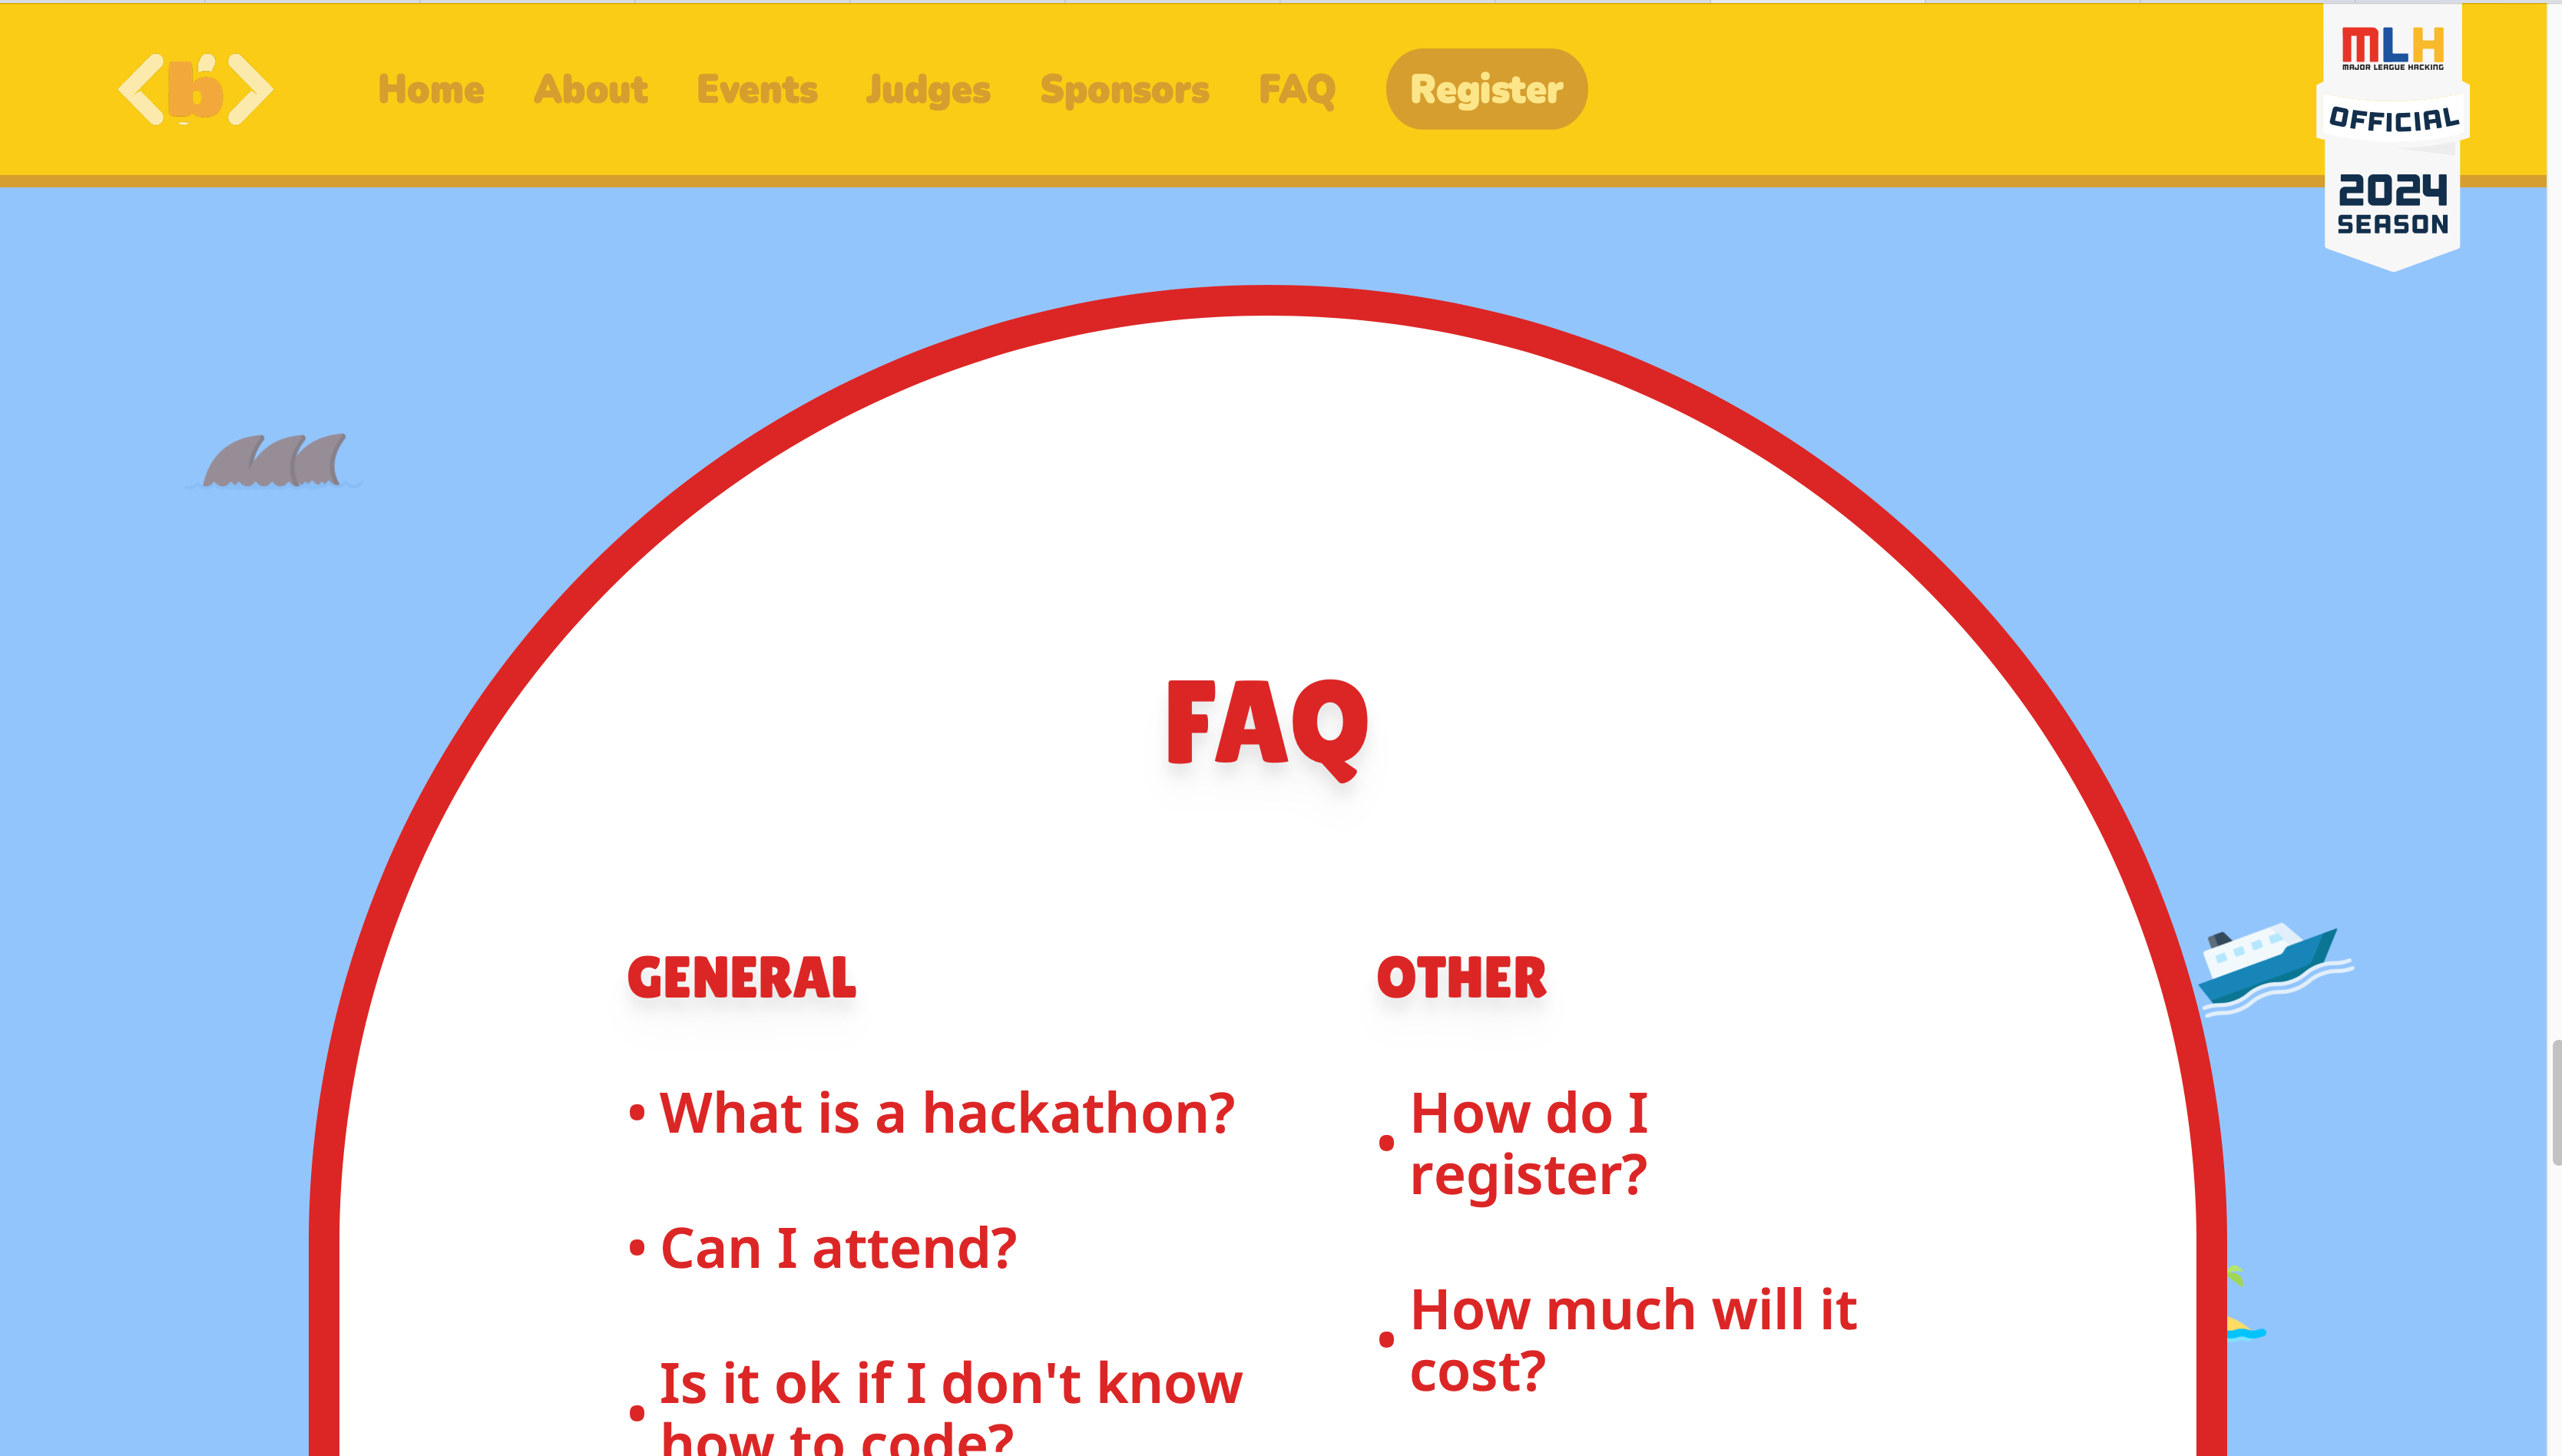 b
Home About Events Judges Sponsors FAQ Register
MLH
MAJOR LEAGUE HACKING
OFFICIAL
2024
SEASON
FAQ
GENERAL
• What is a hackathon?
• Can I attend?
• Is it ok if I don't know
how to code?
OTHER
• How do I
register?
• How much will it
cost?